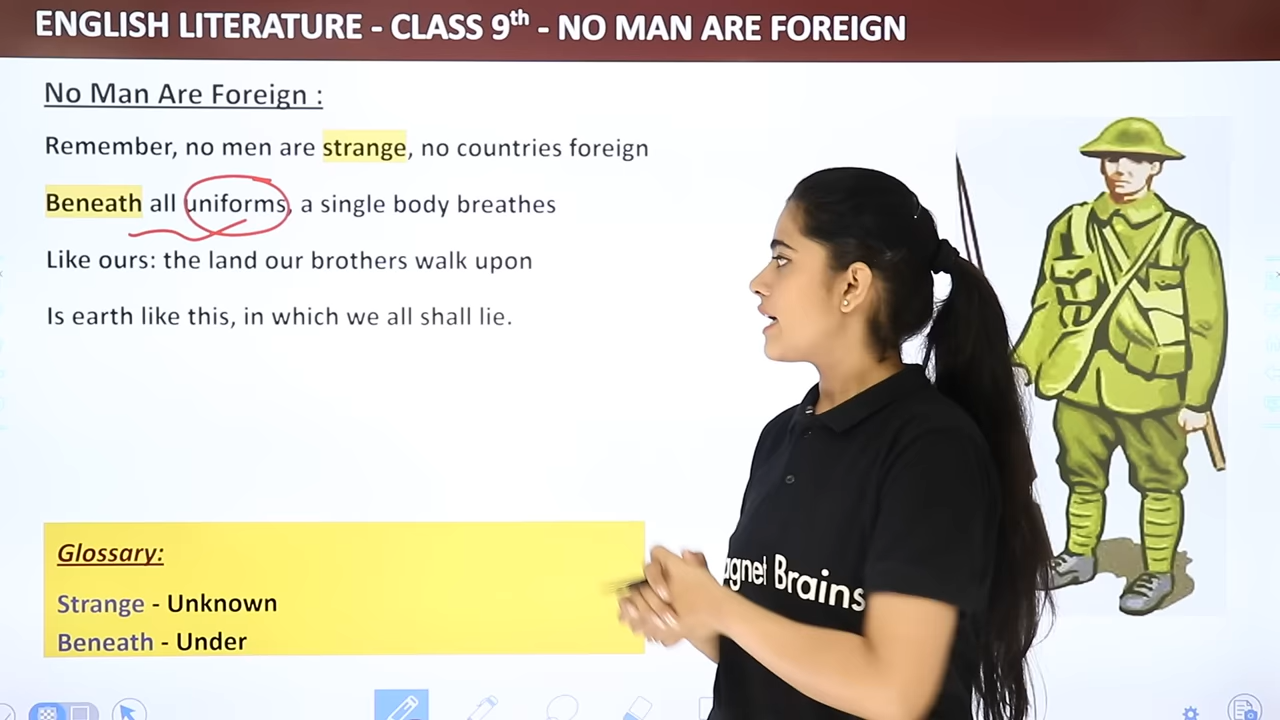 ENGLISH LITERATURE - CLASS 9th - NO MAN ARE FOREIGN
No Man Are Foreign :
Remember, no men are strange, no countries foreign
Beneath all uniforms, a single body breathes
Like ours: the land our brothers walk upon
Is earth like this, in which we all shall lie.
Glossary:
Strange - Unknown
Beneath - Under
agnet Brains